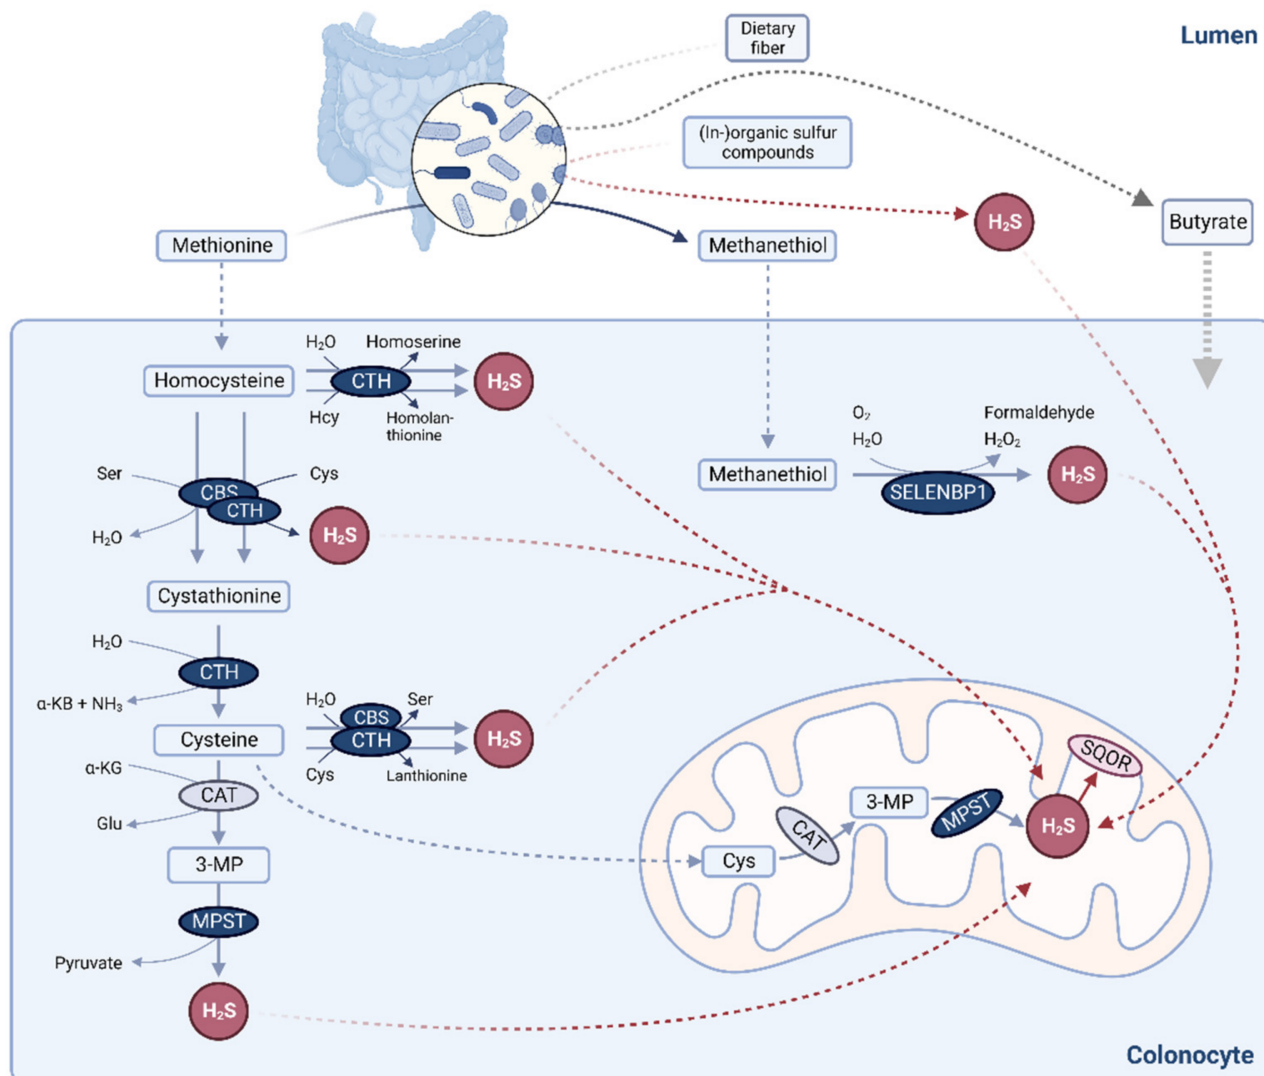 Dietary
fiber
Lumen
(In-)organic sulfur
compounds
H₂S
Butyrate
Methionine
Methanethiol
H₂O
Homoserine
Homocysteine
CTH
H₂S
Hcy
Homolan-
thionine
O₂
Formaldehyde
H₂O
H₂O₂
Methanethiol
SELENBP1
H₂S
Ser
Cys
CBS
CTH
H₂O
H₂S
Cystathionine
H₂O
CTH
α-KB + NH₃
H₂O
Ser
CBS
CTH
H₂S
Cysteine
Cys
Lanthionine
α-KG
CAT
Glu
3-MP
MPST
Pyruvate
H₂S
SQOR
3-MP
MPST
H₂S
CAT
Cys
Colonocyte